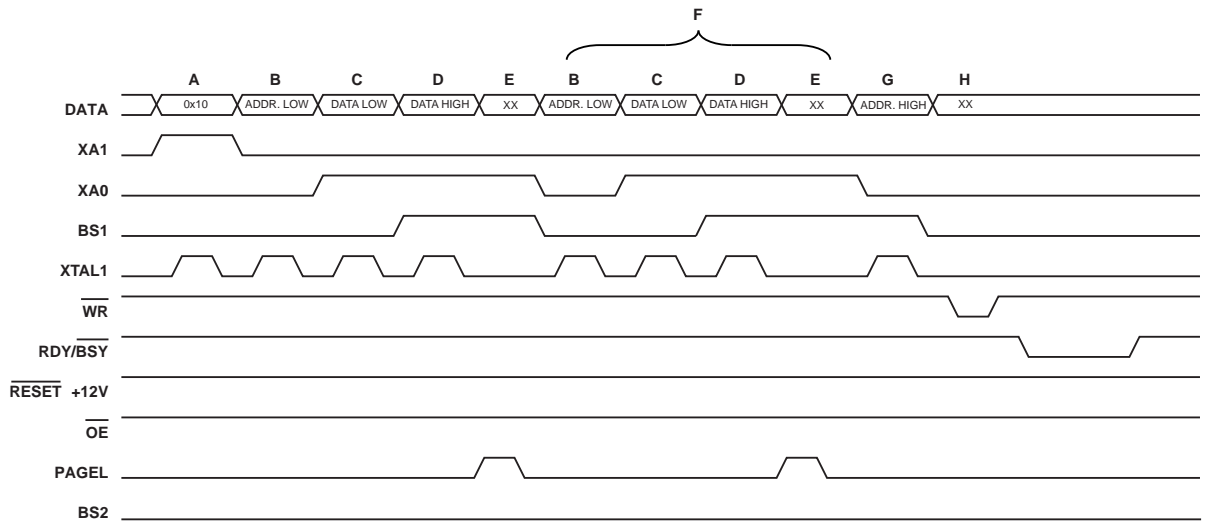 F
A B C D E B C D E G H
DATA 0x10 ADDR. LOW DATA LOW DATA HIGH XX ADDR. LOW DATA LOW DATA HIGH XX ADDR. HIGH XX
XA1
XA0
BS1
XTAL1
WR
RDY/BSY
RESET +12V
OE
PAGEL
BS2